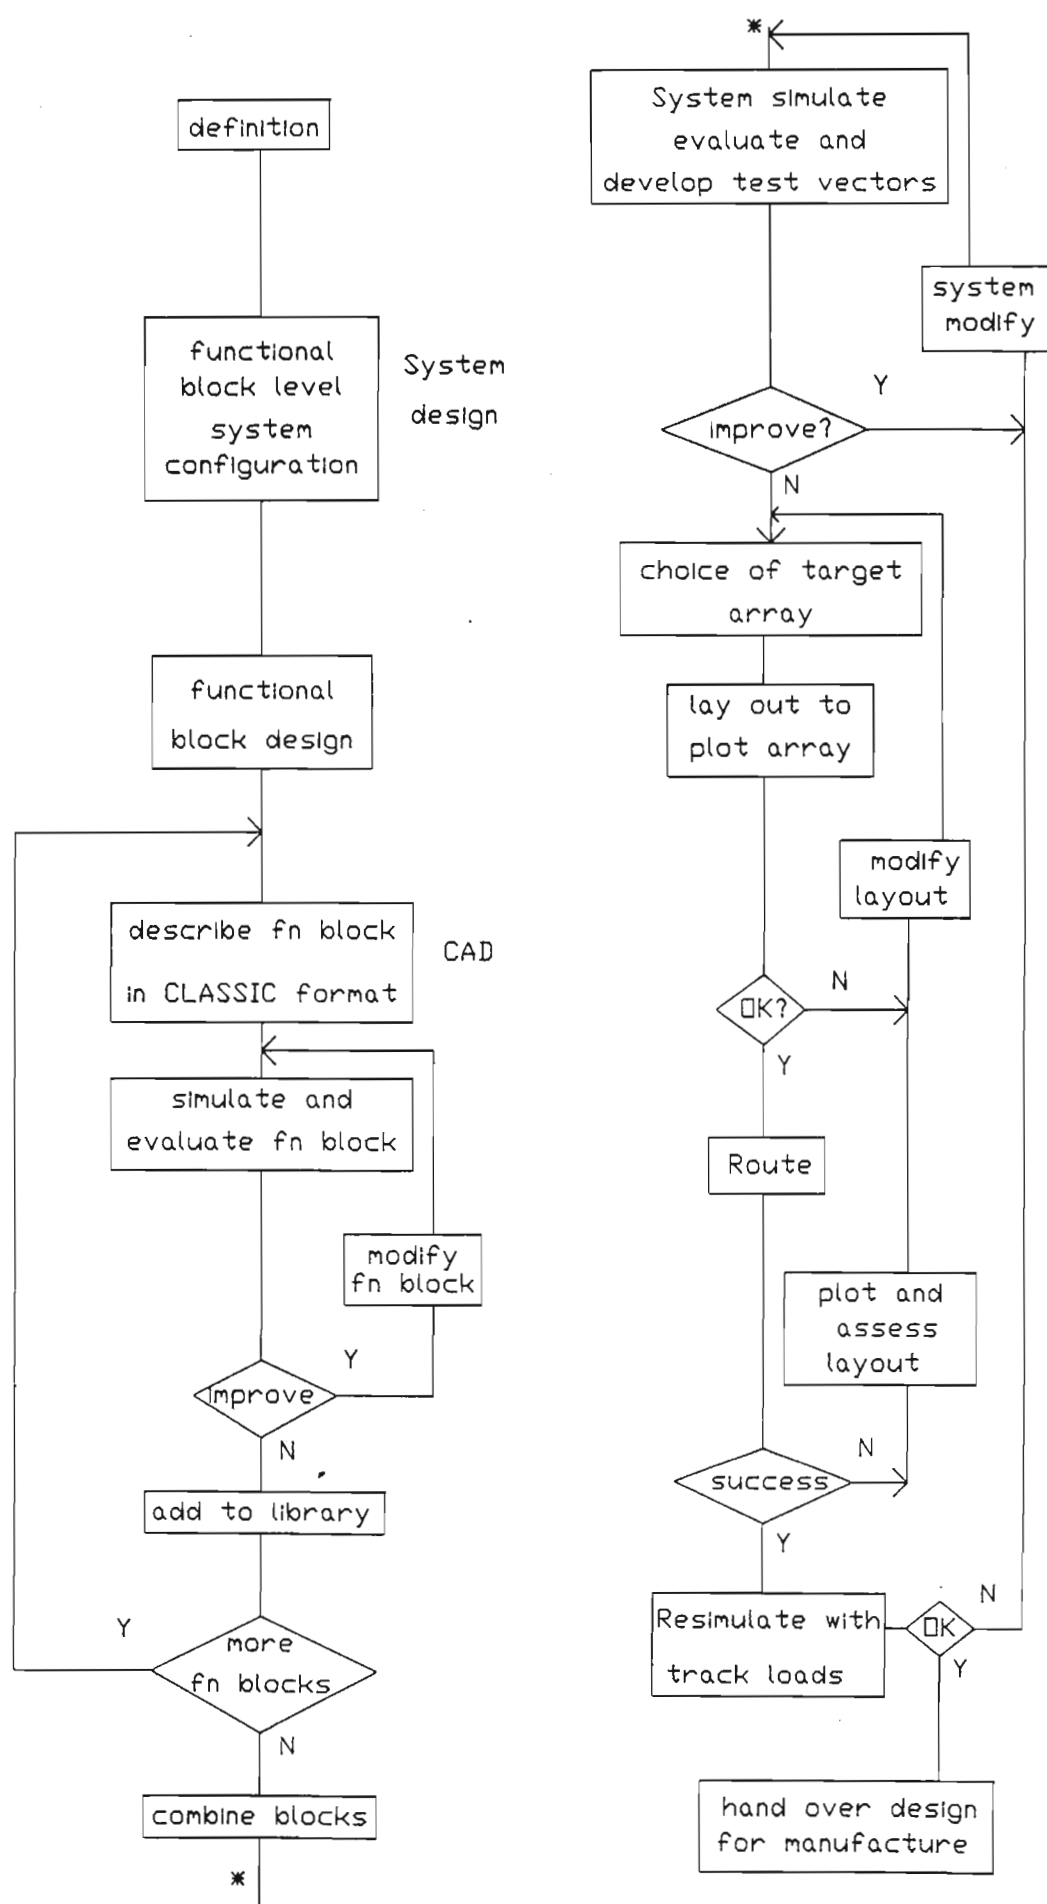 definition
functional
block level
system
configuration
System
design
functional
block design
describe fn block
in CLASSIC format
CAD
simulate and
evaluate fn block
modify
fn block
Y
improve
N
add to library
Y
more
fn blocks
N
combine blocks
*
*
System simulate
evaluate and
develop test vectors
system
modify
Y
improve?
N
choice of target
array
lay out to
plot array
modify
layout
N
OK?
Y
Route
plot and
assess
layout
N
success
Y
Resimulate with
track loads
N
OK
Y
hand over design
for manufacture